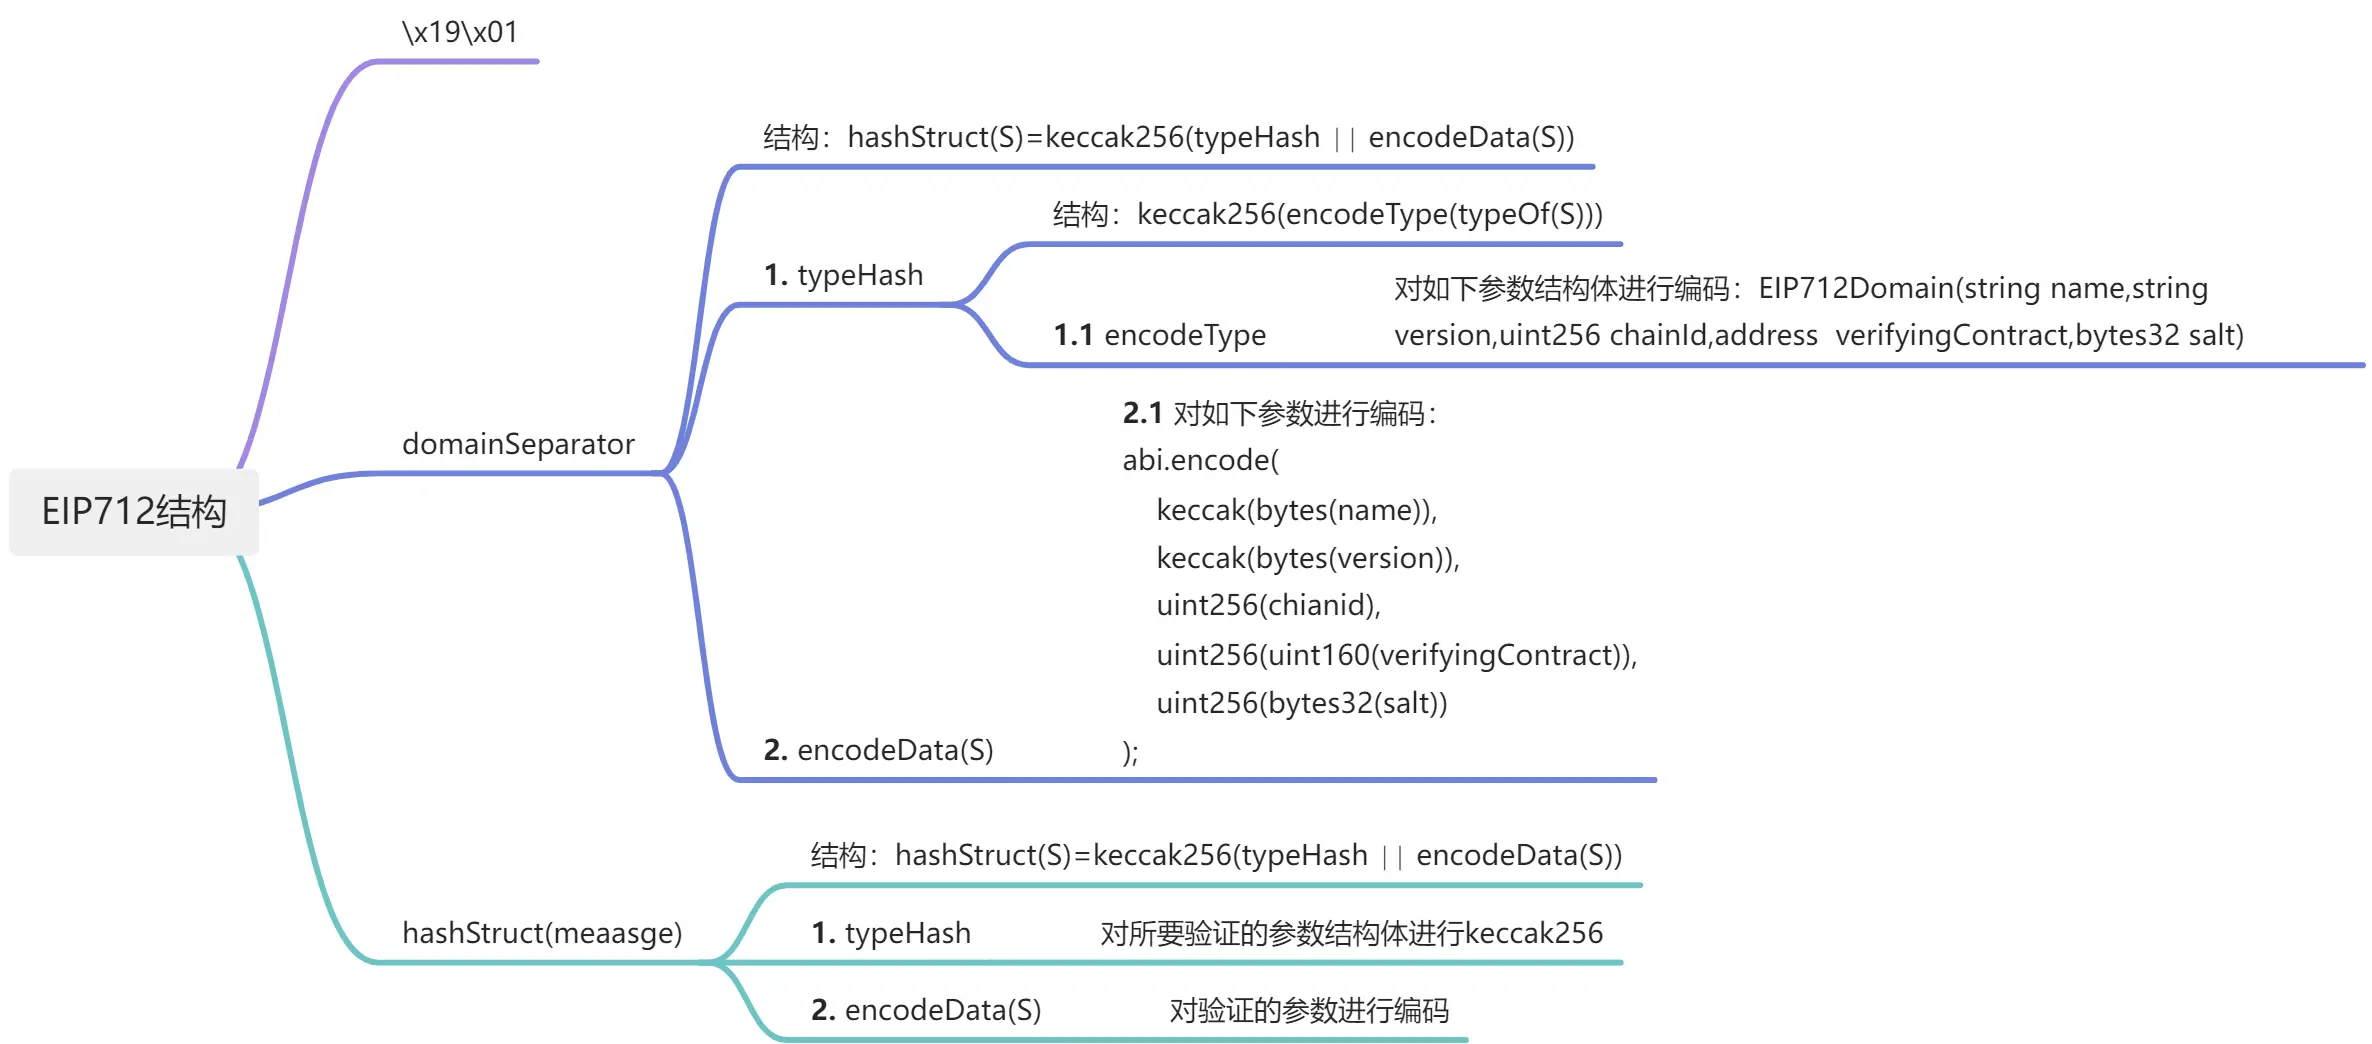 \x19\x01
结构：hashStruct(S)=keccak256(typeHash || encodeData(S))
结构：keccak256(encodeType(typeOf(S)))
1. typeHash
对如下参数结构体进行编码：EIP712Domain(string name,string
1.1 encodeType
version,uint256 chainId,address  verifyingContract,bytes32 salt)
2.1 对如下参数进行编码：
domainSeparator
abi.encode(
EIP712结构
keccak(bytes(name)),
keccak(bytes(version)),
uint256(chianid),
uint256(uint160(verifyingContract)),
uint256(bytes32(salt))
2. encodeData(S)
);
结构：hashStruct(S)=keccak256(typeHash || encodeData(S))
hashStruct(meaasge)
1. typeHash
对所要验证的参数结构体进行keccak256
2. encodeData(S)
对验证的参数进行编码